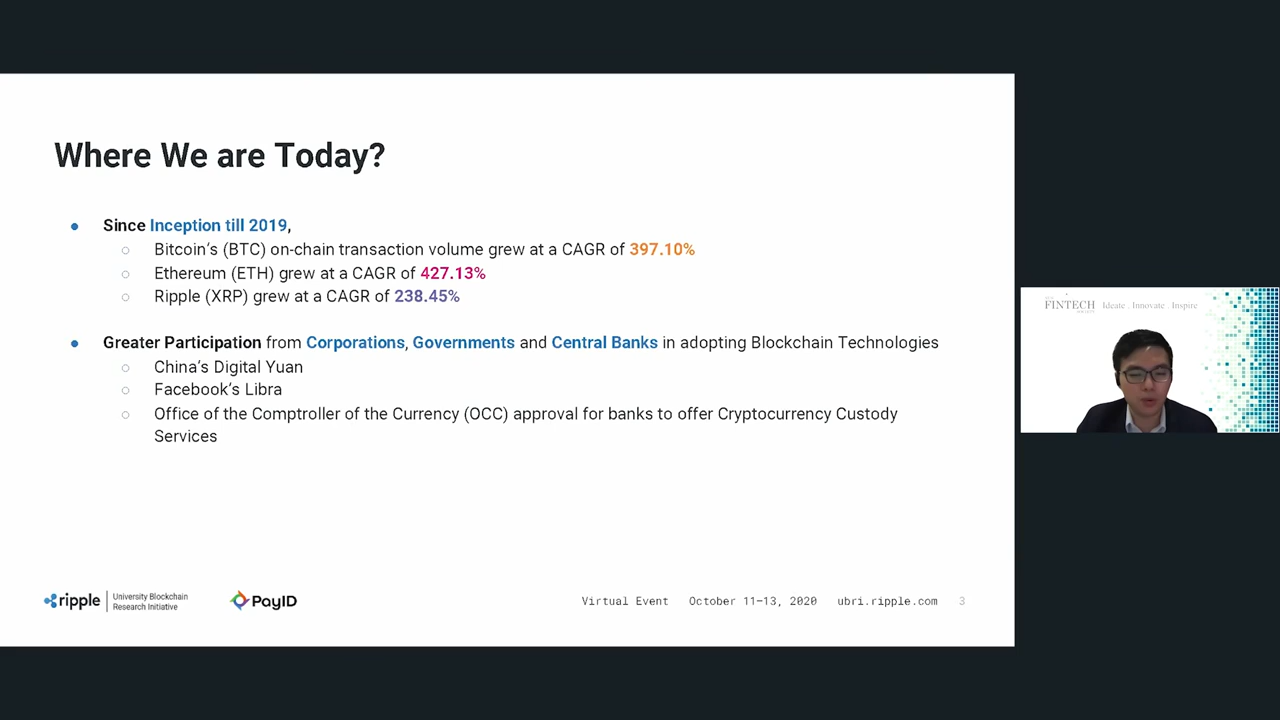 Where We are Today?
Since Inception till 2019,
Bitcoin's (BTC) on-chain transaction volume grew at a CAGR of 397.10%
Ethereum (ETH) grew at a CAGR of 427.13%
Ripple (XRP) grew at a CAGR of 238.45%
Greater Participation from Corporations, Governments and Central Banks in adopting Blockchain Technologies
China's Digital Yuan
Facebook's Libra
Office of the Comptroller of the Currency (OCC) approval for banks to offer Cryptocurrency Custody
Services
FINTECH
Ideate . Innovate . Inspire
ripple
University Blockchain
Research Initiative
PayID
Virtual Event October 11–13, 2020 ubri.ripple.com 3